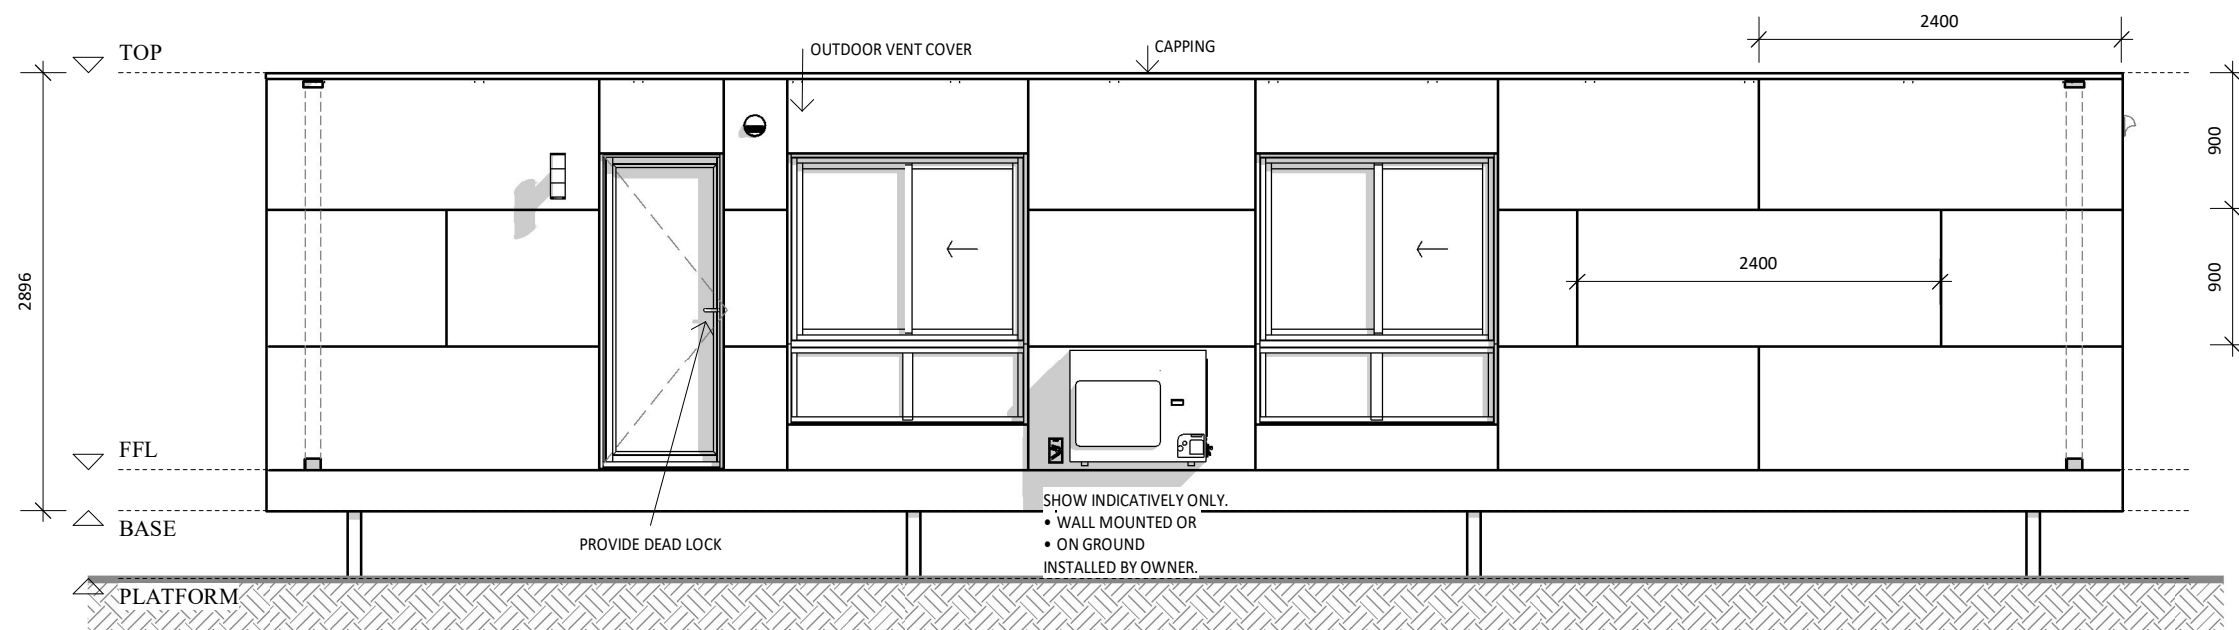 2400
TOP
OUTDOOR VENT COVER
CAPPING
900
2400
900
2896
FFL
SHOW INDICATIVELY ONLY.
• WALL MOUNTED OR
• ON GROUND
INSTALLED BY OWNER.
BASE
PROVIDE DEAD LOCK
PLATFORM